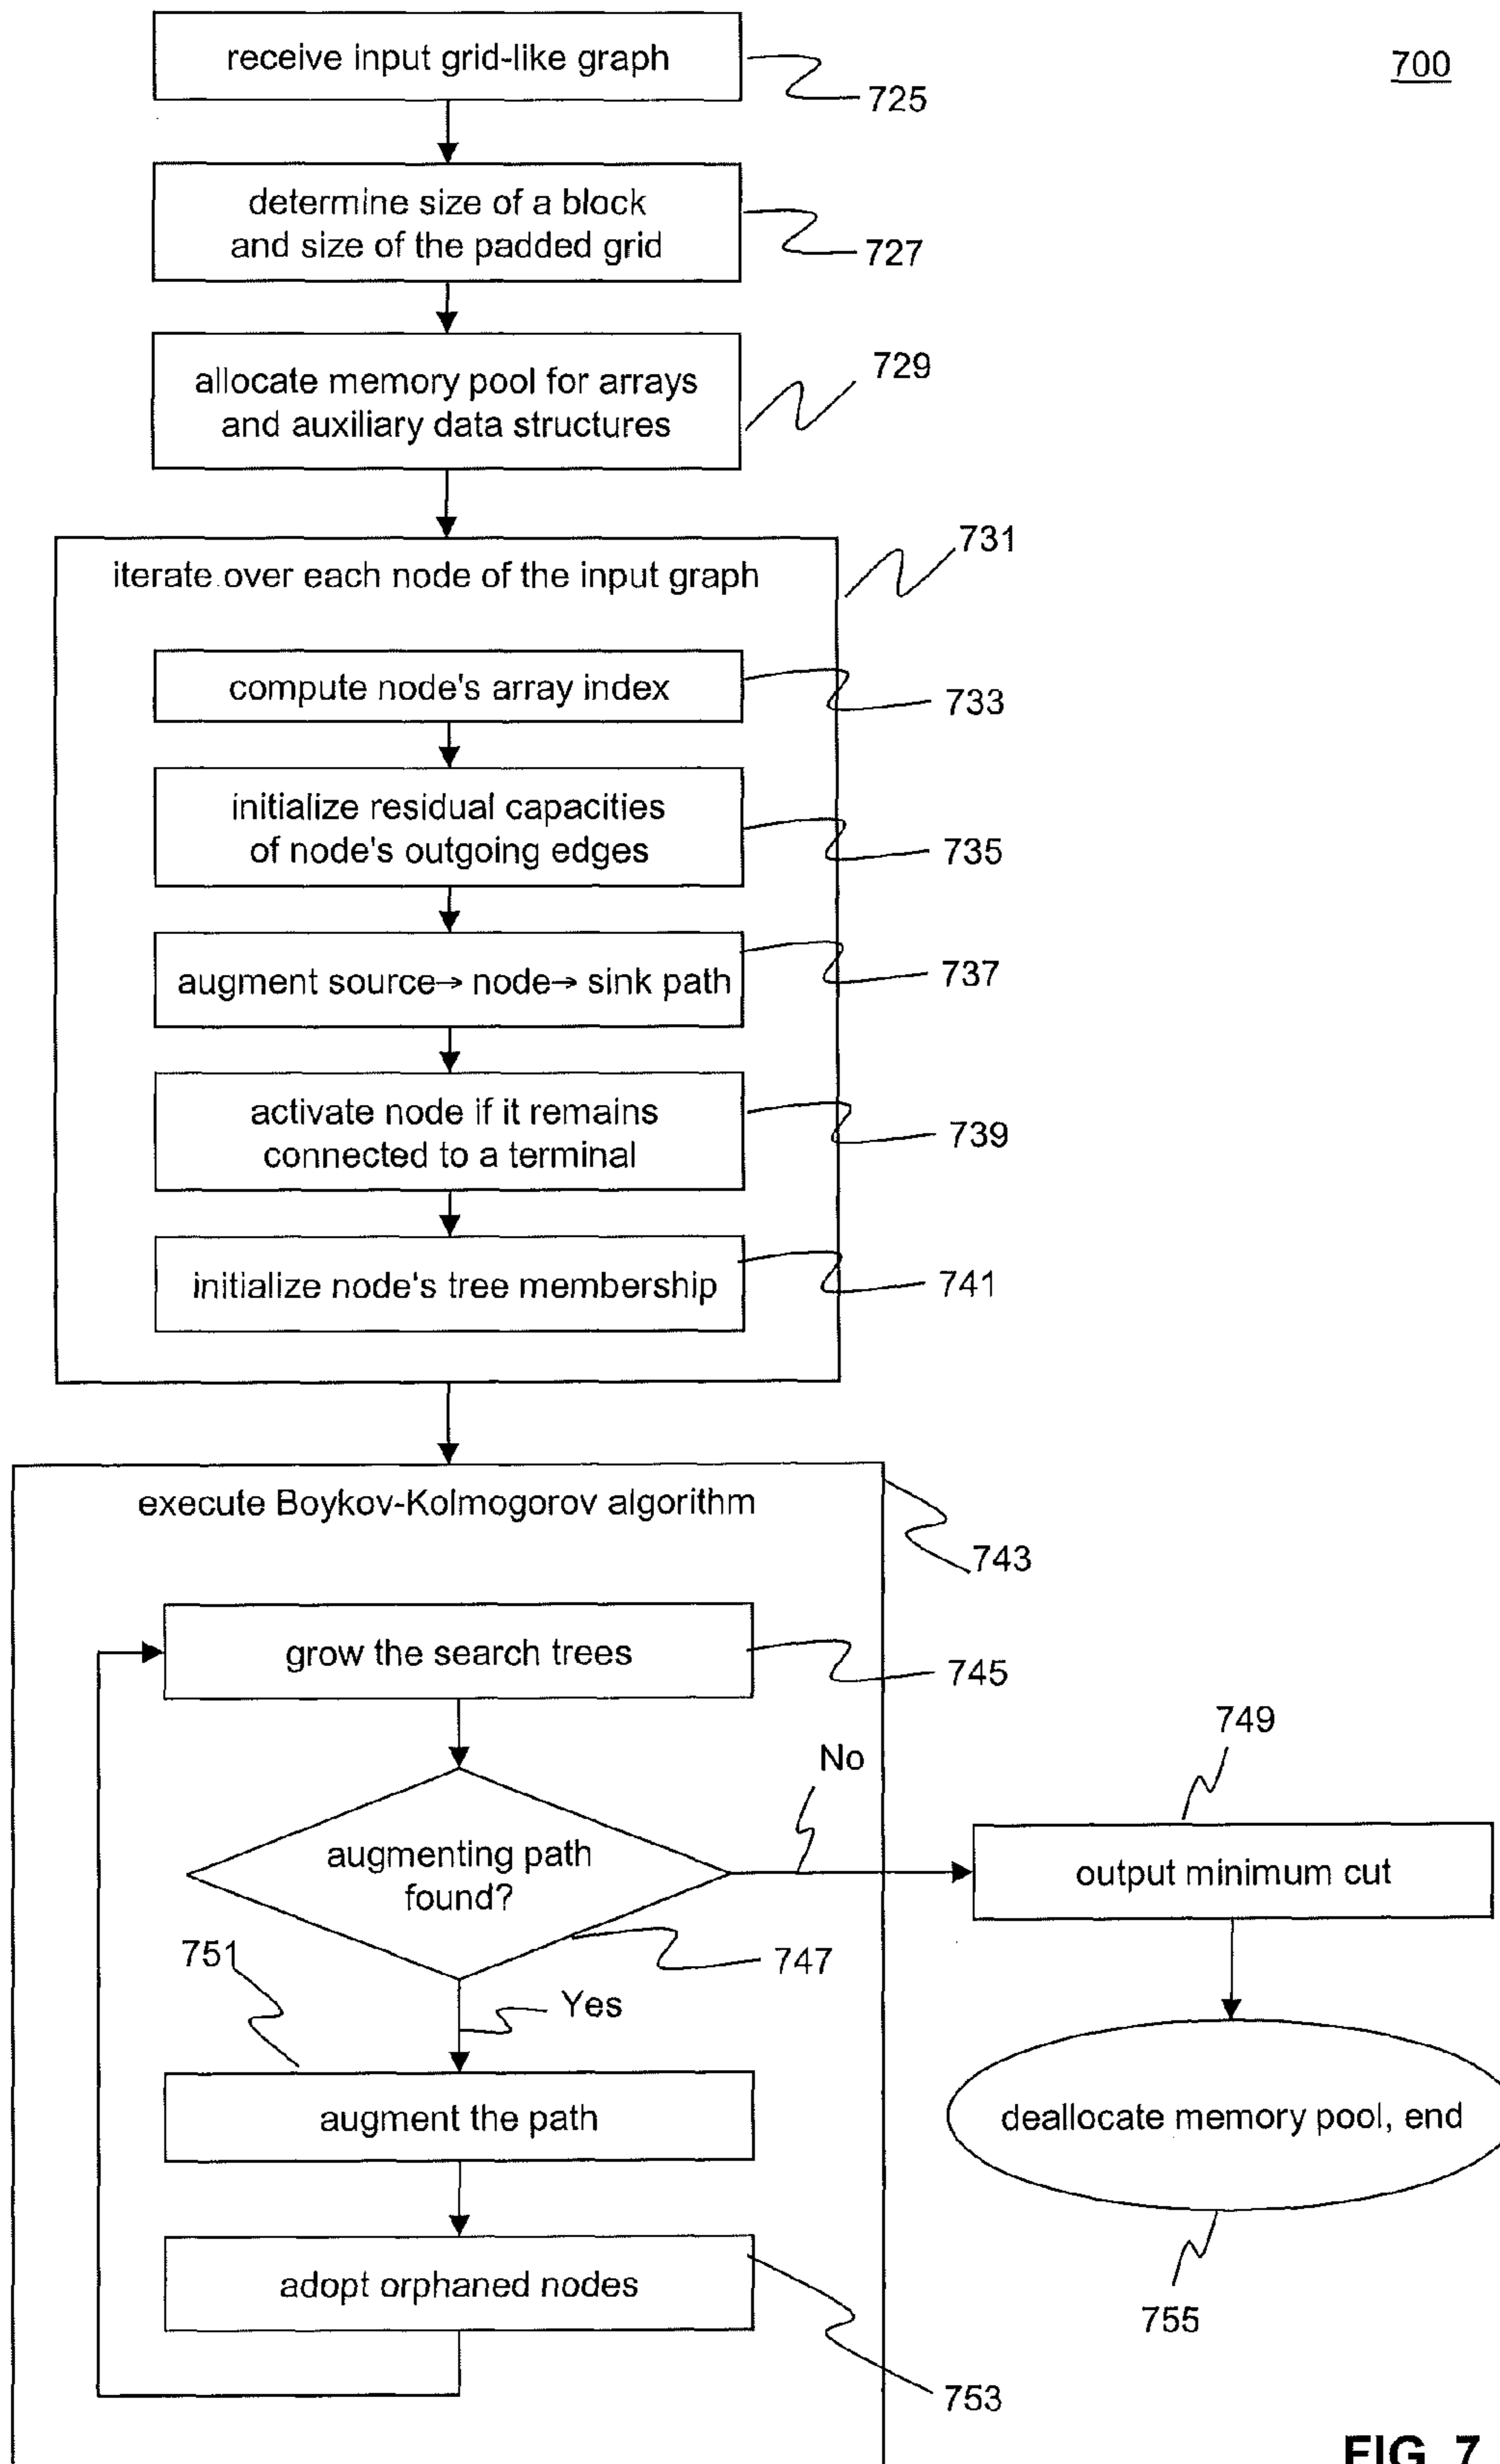 receive input grid-like graph
700
725
determine size of a block
and size of the padded grid
727
allocate memory pool for arrays
and auxiliary data structures
729
731
iterate over each node of the input graph
compute node's array index
733
initialize residual capacities
of node's outgoing edges
735
augment source→ node→ sink path
737
activate node if it remains
connected to a terminal
739
initialize node's tree membership
741
execute Boykov-Kolmogorov algorithm
743
grow the search trees
745
749
No
augmenting path
found?
output minimum cut
751
747
Yes
augment the path
deallocate memory pool, end
adopt orphaned nodes
755
753
FIG. 7